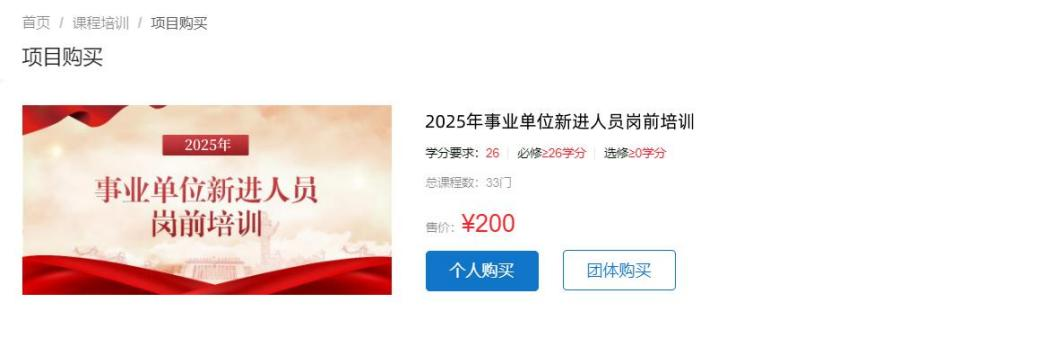 首页 / 课程培训 / 项目购买
项目购买
2025年
事业单位新进人员
岗前培训
2025年事业单位新进人员岗前培训
学分要求：26 必修≥26学分 选修≥0学分
总课程数：33门
售价：¥200
个人购买 团体购买